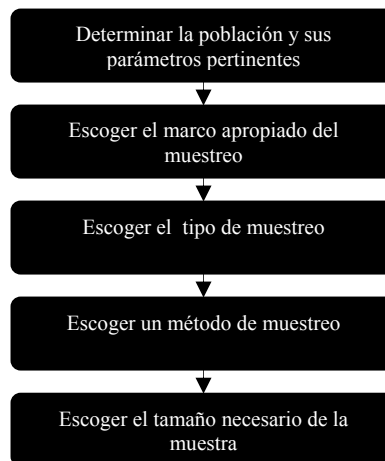 Determinar la población y sus
parámetros pertinentes
Escoger el marco apropiado del
muestreo
Escoger el  tipo de muestreo
Escoger un método de muestreo
Escoger el tamaño necesario de la
muestra